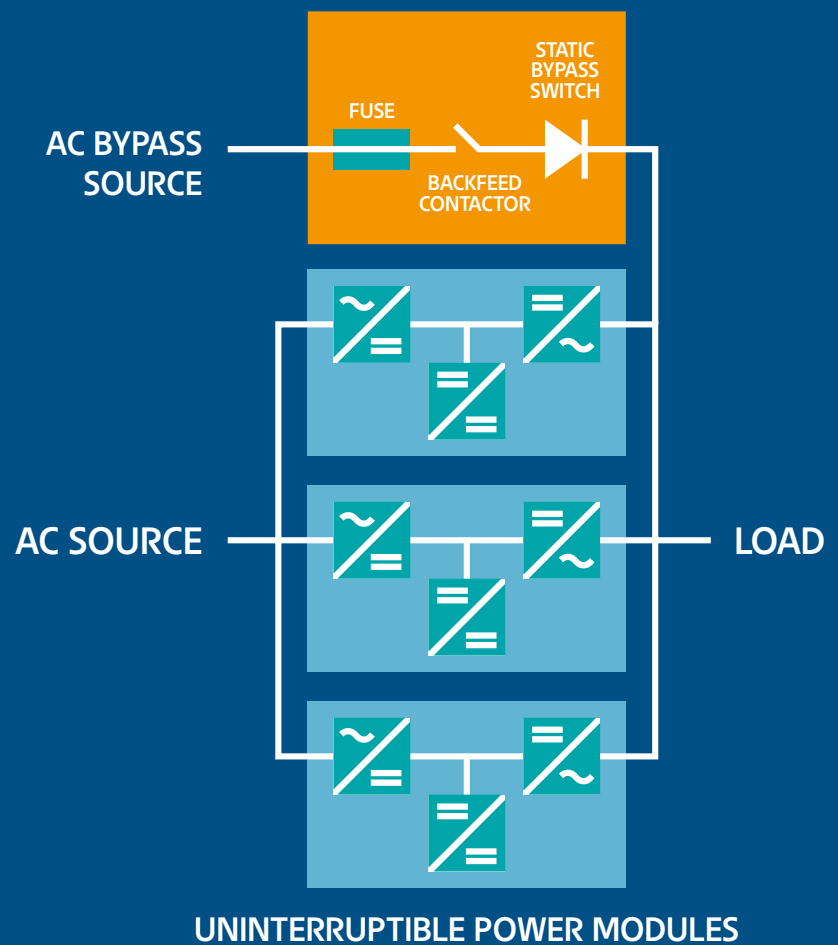 STATIC
BYPASS
SWITCH
FUSE
AC BYPASS
SOURCE
BACKFEED
CONTACTOR
AC SOURCE
LOAD
UNINTERRUPTIBLE POWER MODULES